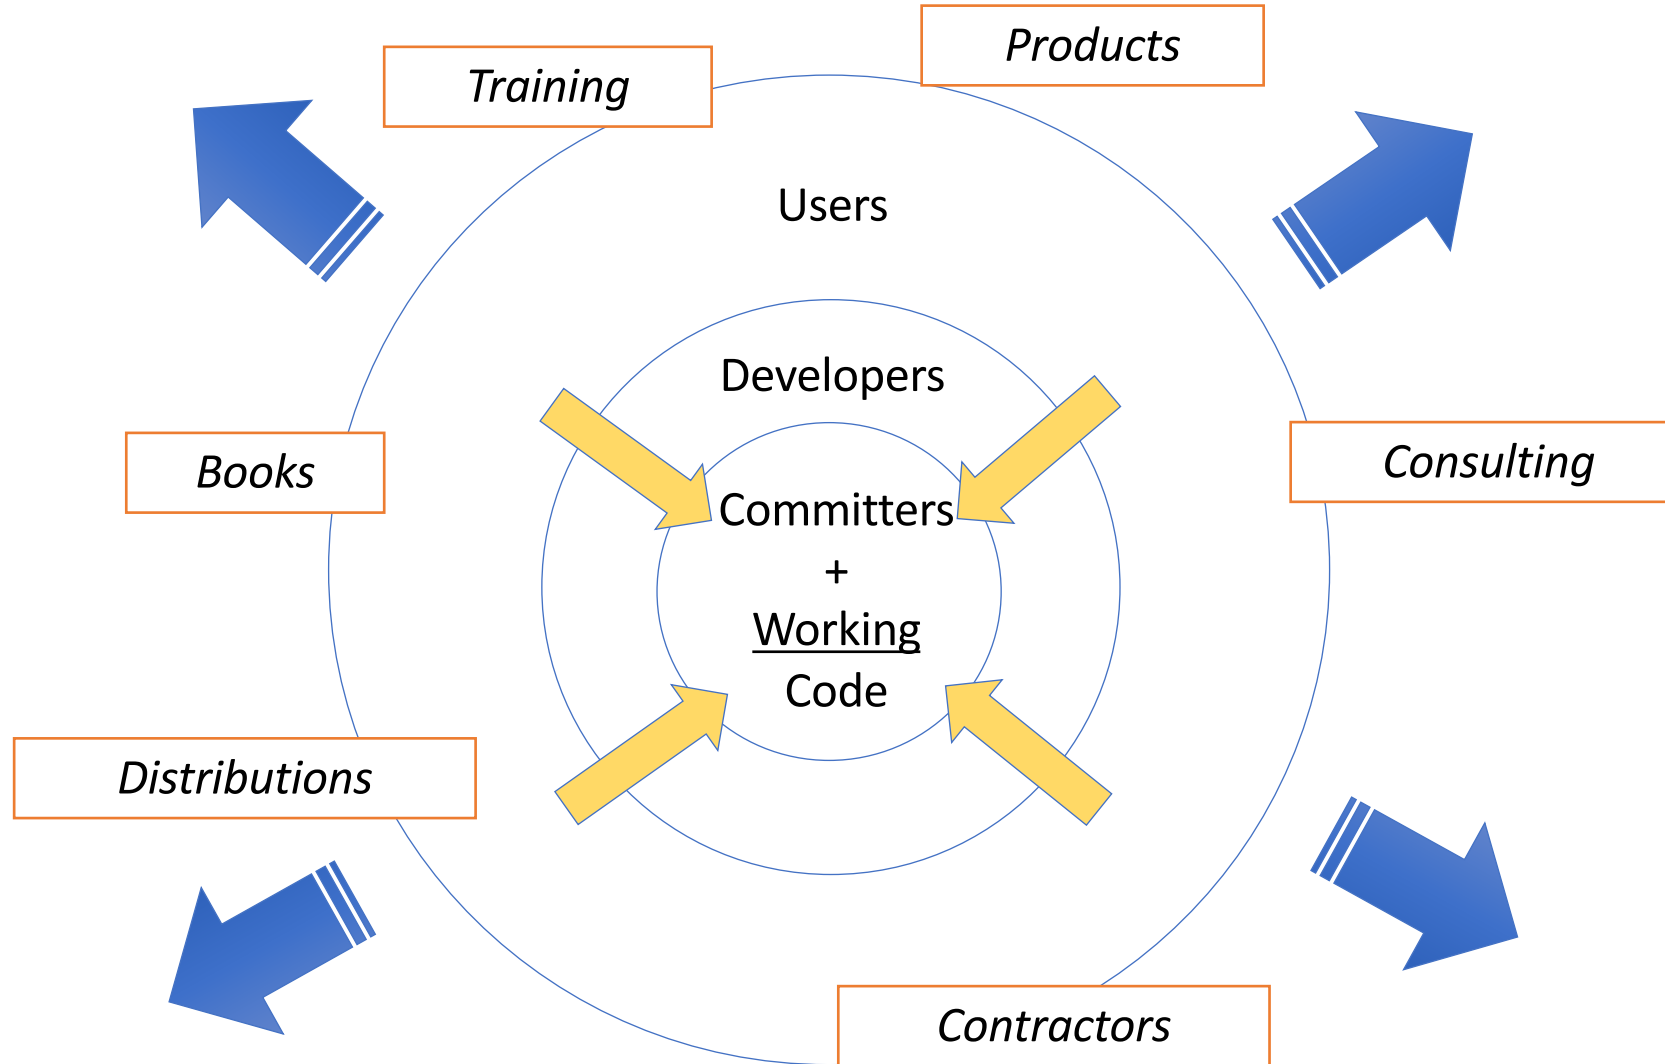 Products
Training
Users
Developers
Books
Consulting
Committers
+
Working
Code
Distributions
Contractors